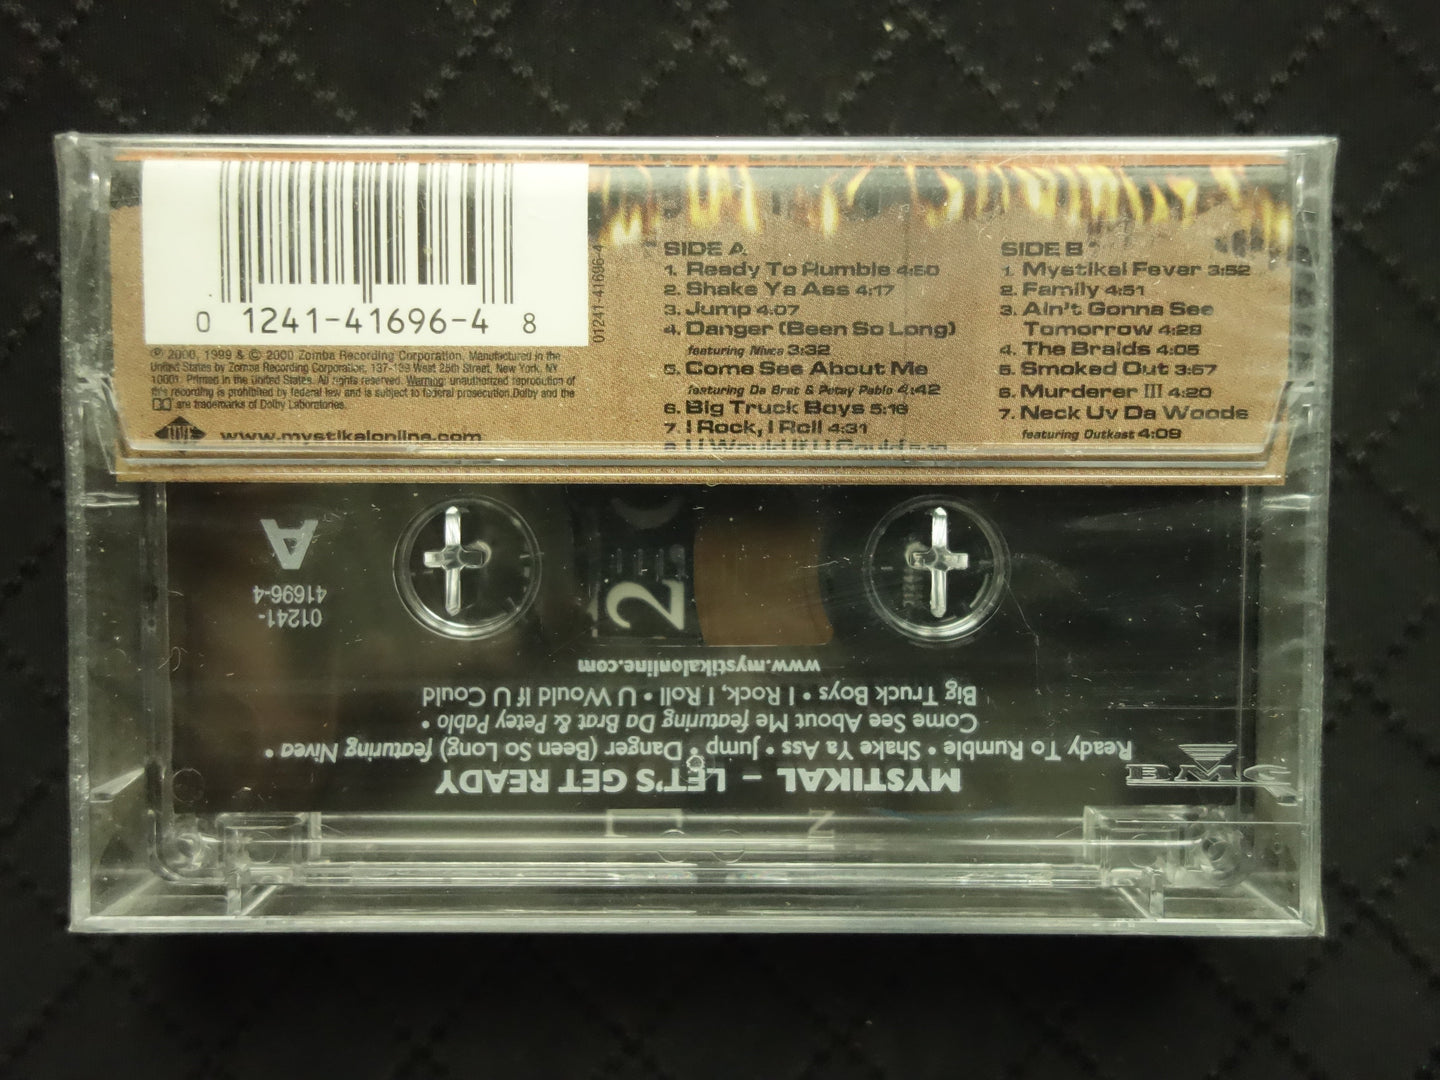 0 1241-41696-4 8
01241-41696-4
℗ 2000, 1999 & © 2000 Zomba Recording Corporation. Manufactured in the
United States by Zomba Recording Corporation, 137-139 West 25th Street, New York, NY
10001. Printed in the United States. All rights reserved. Warning: unauthorized reproduction of
this recording is prohibited by federal law and is subject to federal prosecution. Dolby and the
are trademarks of Dolby Laboratories.
www.mystikalonline.com
SIDE A
1. Ready To Rumble 4:50
2. Shake Ya Ass 4:17
3. Jump 4:07
4. Danger (Been So Long)
featuring Nivea 3:32
5. Come See About Me
featuring Da Brat & Petey Pablo 4:42
6. Big Truck Boys 5:16
7. I Rock, I Roll 4:31
8. U Would If U Could
SIDE B
1. Mystikal Fever 3:52
2. Family 4:51
3. Ain't Gonna See
Tomorrow 4:28
4. The Braids 4:05
5. Smoked Out 3:57
6. Murderer III 4:20
7. Neck Uv Da Woods
featuring Outkast 4:09
MYSTIKAL – LET'S GET READY
Ready To Rumble • Shake Ya Ass • Jump • Danger (Been So Long) featuring Nivea •
Come See About Me featuring Da Brat & Petey Pablo •
Big Truck Boys • I Rock, I Roll • U Would If U Could
www.mystikalonline.com
01241-
41696-4
A
BMG
2